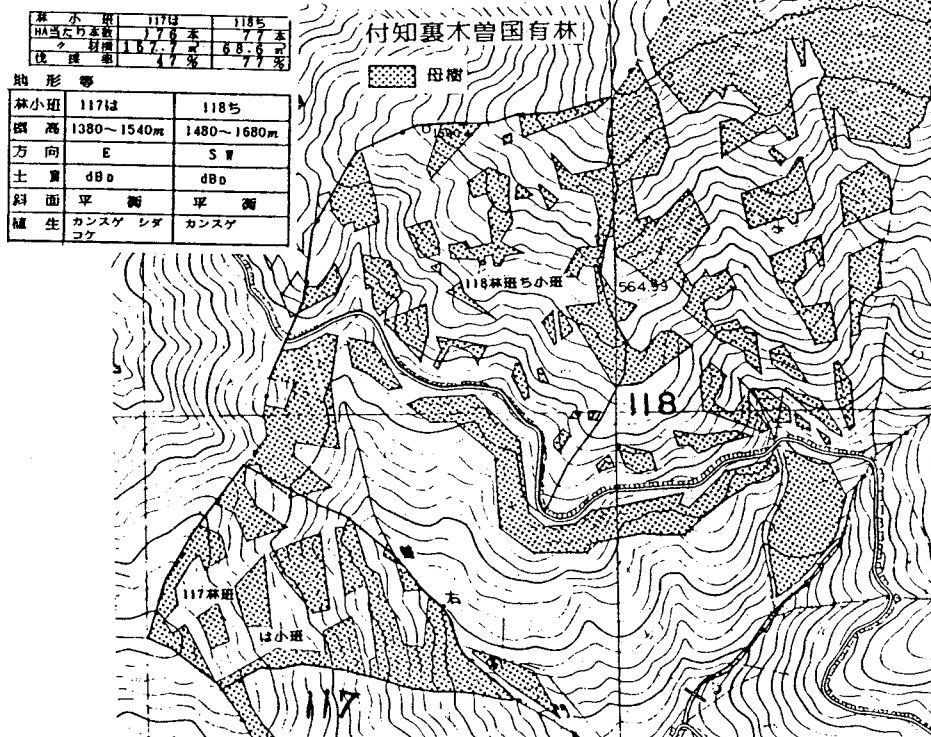 林小班 117は 118ち
HA当たり本数 176本 77本
〃 材積 167.7㎥ 68.6㎥
伐採率 47% 77%
地形等
林小班 117は 118ち
標高 1380～1540m 1480～1680m
方向 E SW
土壌 dBD dBD
斜面 平衡 平衡
植生 カンスゲ シダ カンスゲ
コケ
付知裏木曽国有林
母樹
118林班ち小班
118
117林班
は小班
117